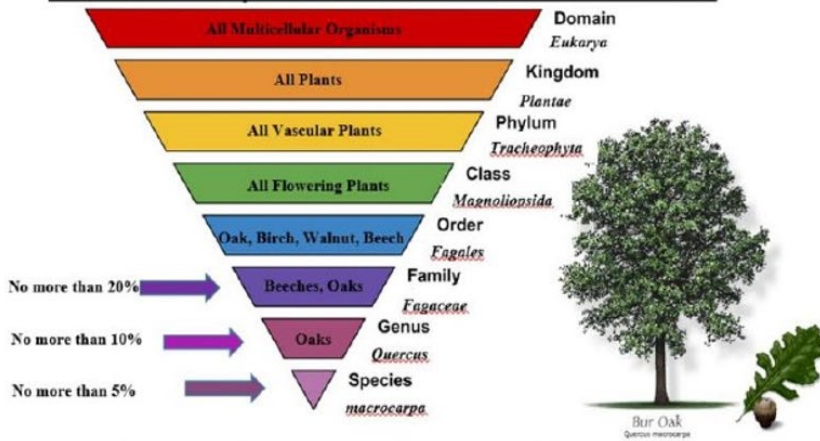 All Multicellular Organisms
Domain
Eukarya
All Plants
Kingdom
Plantae
All Vascular Plants
Phylum
Tracheophyta
All Flowering Plants
Class
Magnoliopsida
Oak, Birch, Walnut, Beech
Order
Fagales
No more than 20%
Beeches, Oaks
Family
Fagaceae
No more than 10%
Oaks
Genus
Quercus
No more than 5%
Species
macrocarpa
Bur Oak
Quercus macrocarpa